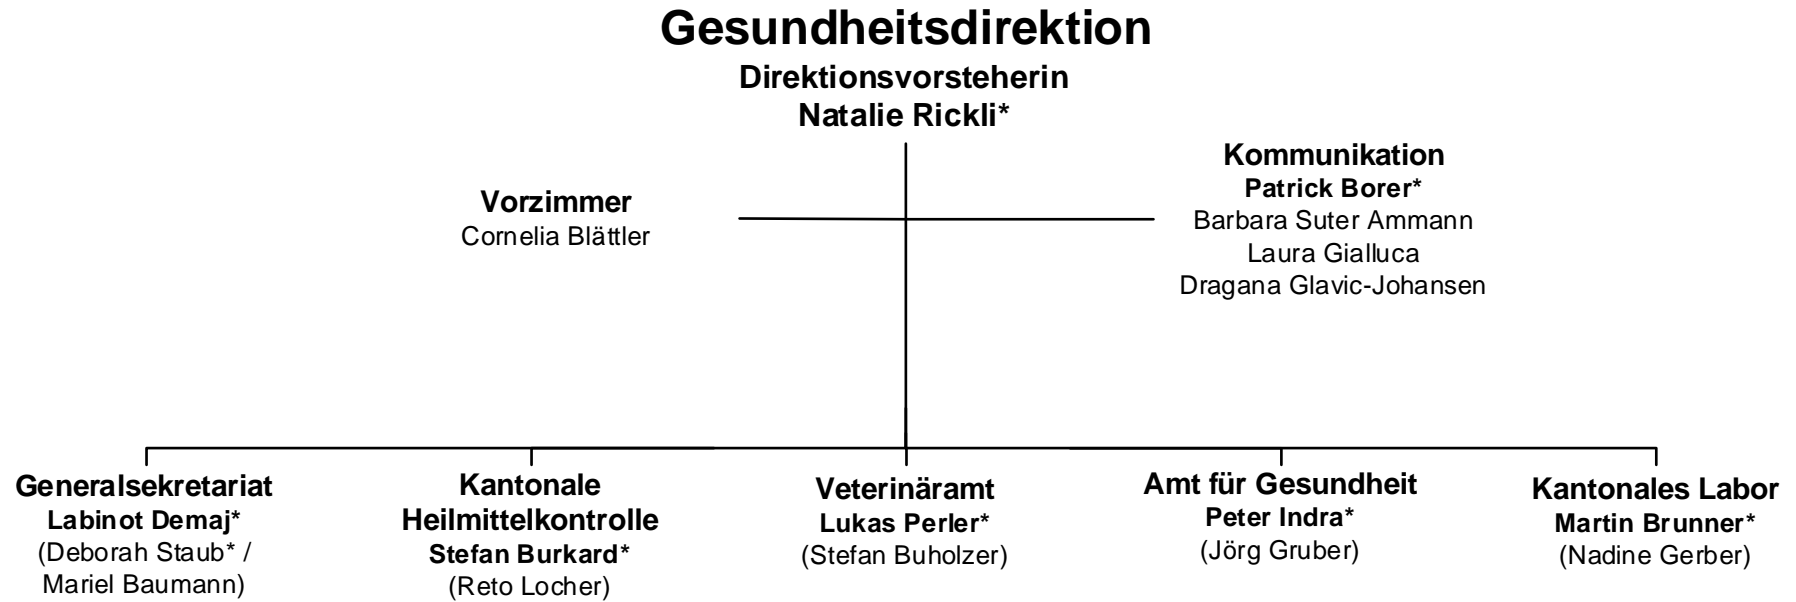 Gesundheitsdirektion
Direktionsvorsteherin
Natalie Rickli*
Vorzimmer
Cornelia Blättler
Kommunikation
Patrick Borer*
Barbara Suter Ammann
Laura Gialluca
Dragana Glavic-Johansen
Generalsekretariat
Labinot Demaj*
(Deborah Staub* /
Mariel Baumann)
Kantonale
Heilmittelkontrolle
Stefan Burkard*
(Reto Locher)
Veterinäramt
Lukas Perler*
(Stefan Buholzer)
Amt für Gesundheit
Peter Indra*
(Jörg Gruber)
Kantonales Labor
Martin Brunner*
(Nadine Gerber)